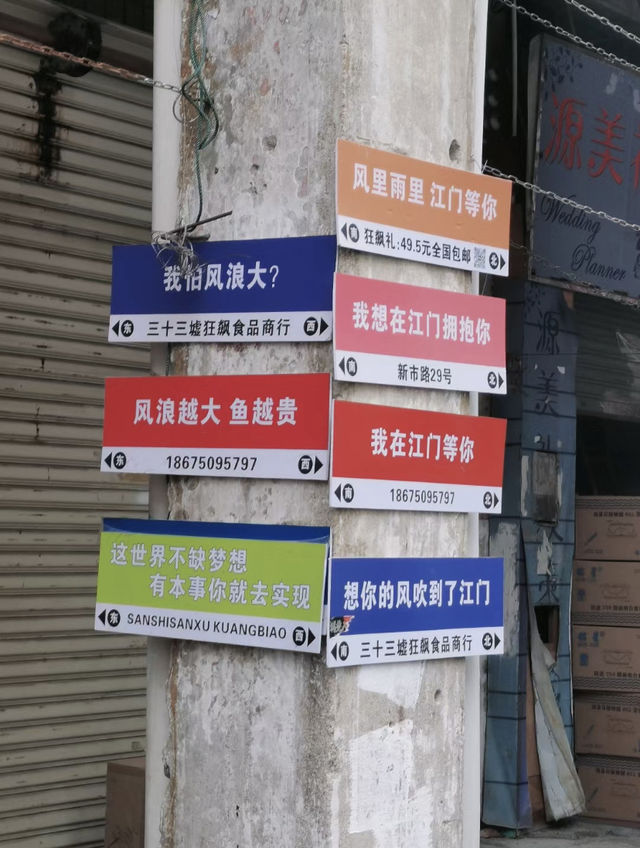 我怕风浪大?
东 三十三墟狂飙食品商行 西
风浪越大 鱼越贵
东 18675095797 西
这世界不缺梦想
有本事你就去实现
东 SANSHISANXU KUANGBIAO 西
风里雨里 江门等你
南 狂飙礼:49.5元全国包邮 北
我想在江门拥抱你
南 新市路29号 北
我在江门等你
南 18675095797 北
想你的风吹到了江门
南 三十三墟狂飙食品商行 北
源美
Wedding
Planner
源美